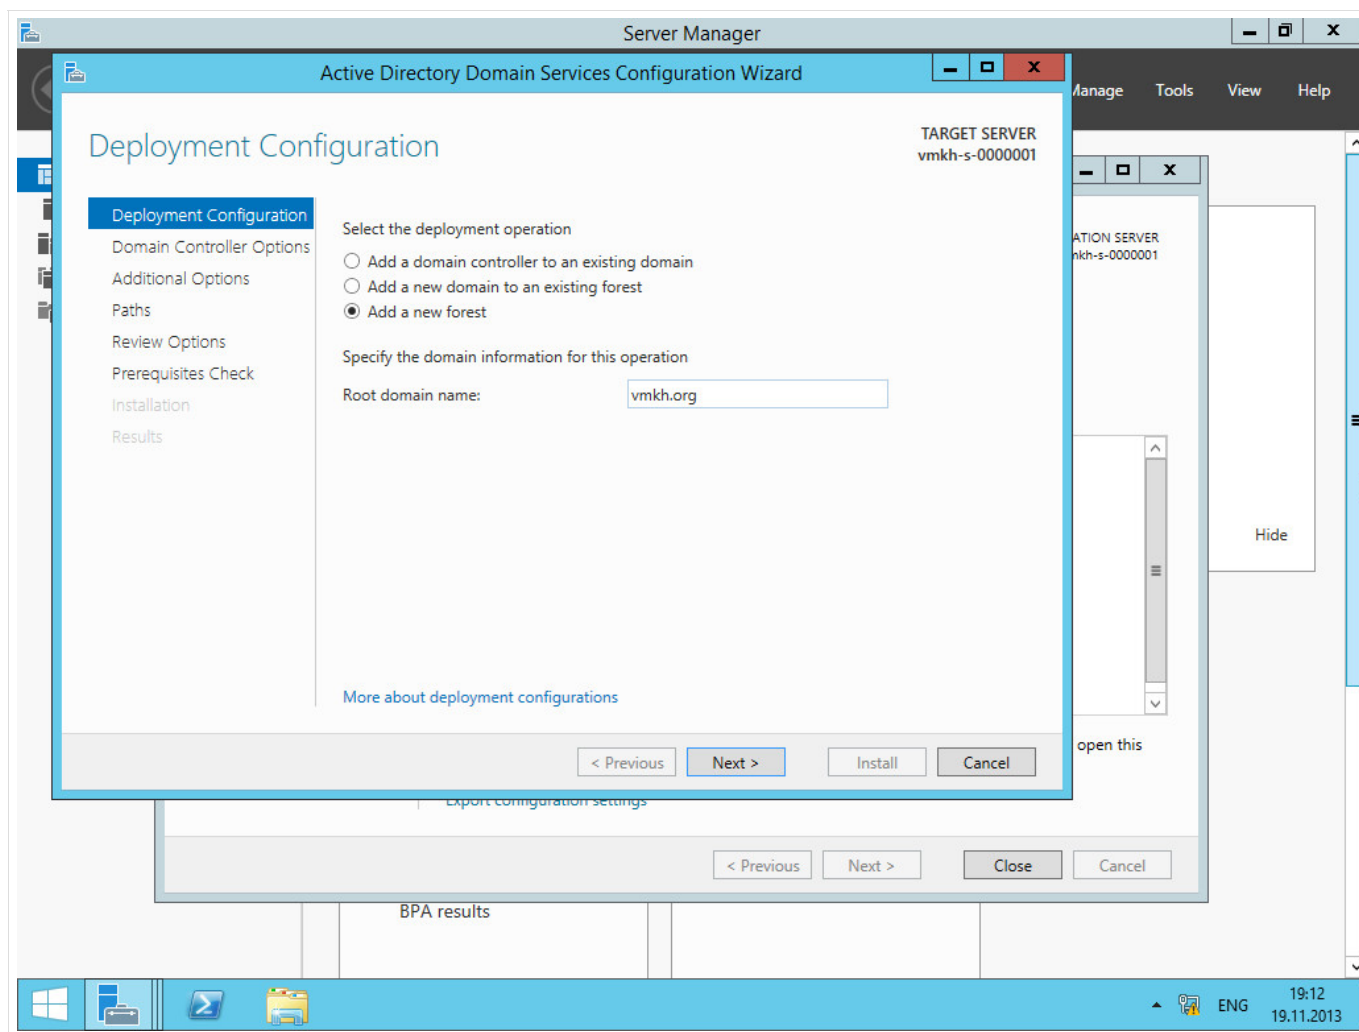 Server Manager
Active Directory Domain Services Configuration Wizard
Manage Tools View Help
Deployment Configuration
TARGET SERVER
vmkh-s-0000001
Deployment Configuration
Domain Controller Options
Additional Options
Paths
Review Options
Prerequisites Check
Installation
Results
Select the deployment operation
Add a domain controller to an existing domain
Add a new domain to an existing forest
Add a new forest
Specify the domain information for this operation
Root domain name: vmkh.org
More about deployment configurations
< Previous Next > Install Cancel
SERVER
Hide
open this
Export configuration settings
< Previous Next > Close Cancel
BPA results
ENG
19:12
19.11.2013